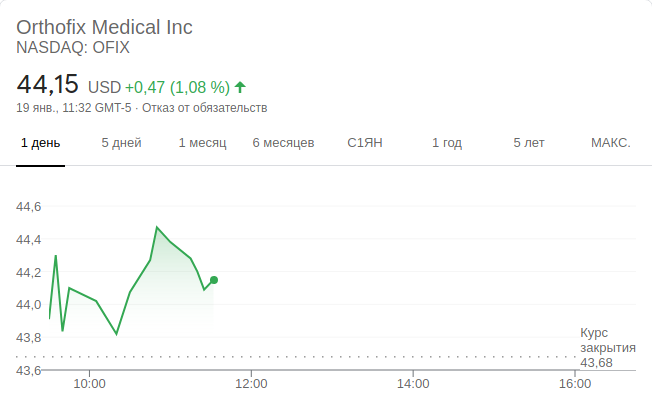 Orthofix Medical Inc
NASDAQ: OFIX
44,15 USD +0,47 (1,08 %)
19 янв., 11:32 GMT-5 · Отказ от обязательств
1 день 5 дней 1 месяц 6 месяцев С1ЯН 1 год 5 лет МАКС.
44,6
44,4
44,2
44,0
43,8
43,6
Курс
закрытия
43,68
10:00 12:00 14:00 16:00